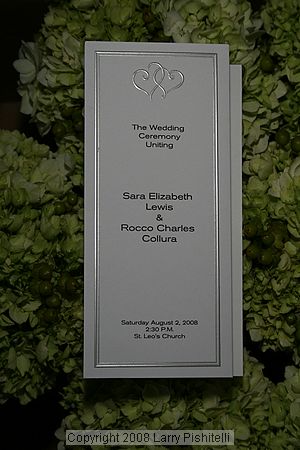 The Wedding
Ceremony
Uniting
Sara Elizabeth
Lewis
&
Rocco Charles
Collura
Saturday August 2, 2008
2:30 P.M.
St. Leo's Church
Copyright 2008 Larry Pishitelli